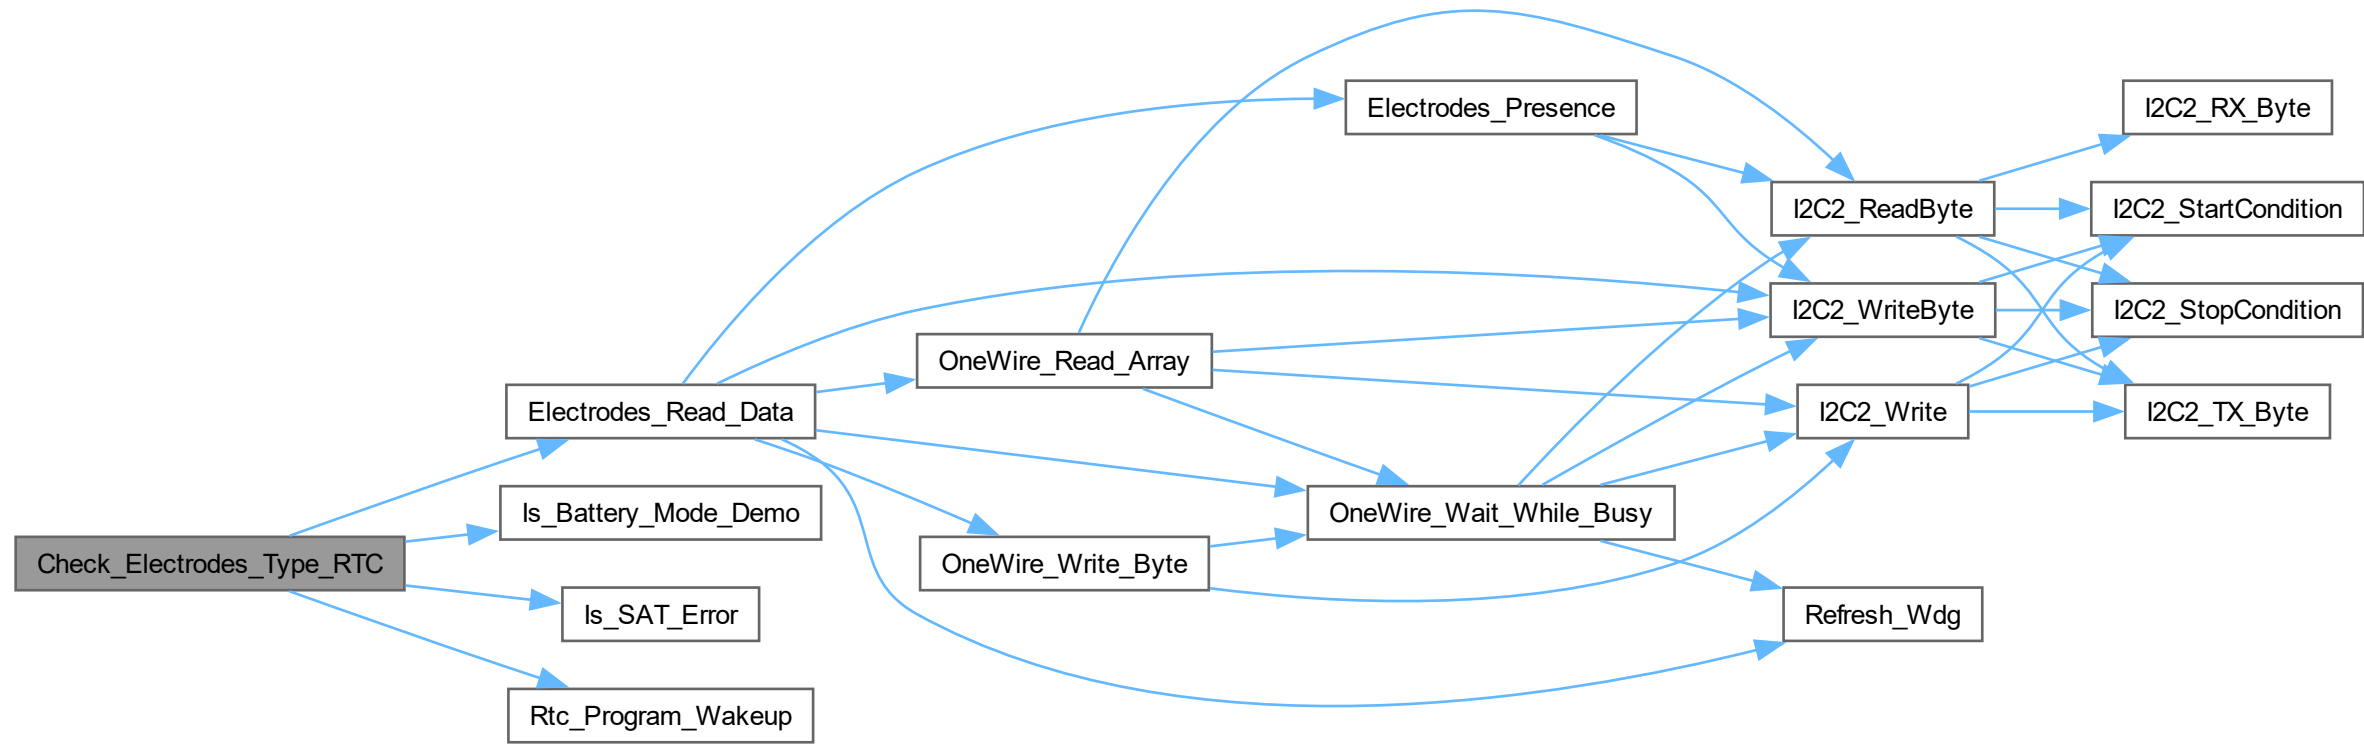 Check_Electrodes_Type_RTC
Electrodes_Read_Data
Is_Battery_Mode_Demo
Is_SAT_Error
Rtc_Program_Wakeup
OneWire_Read_Array
OneWire_Write_Byte
Electrodes_Presence
OneWire_Wait_While_Busy
I2C2_ReadByte
I2C2_WriteByte
I2C2_Write
Refresh_Wdg
I2C2_RX_Byte
I2C2_StartCondition
I2C2_StopCondition
I2C2_TX_Byte